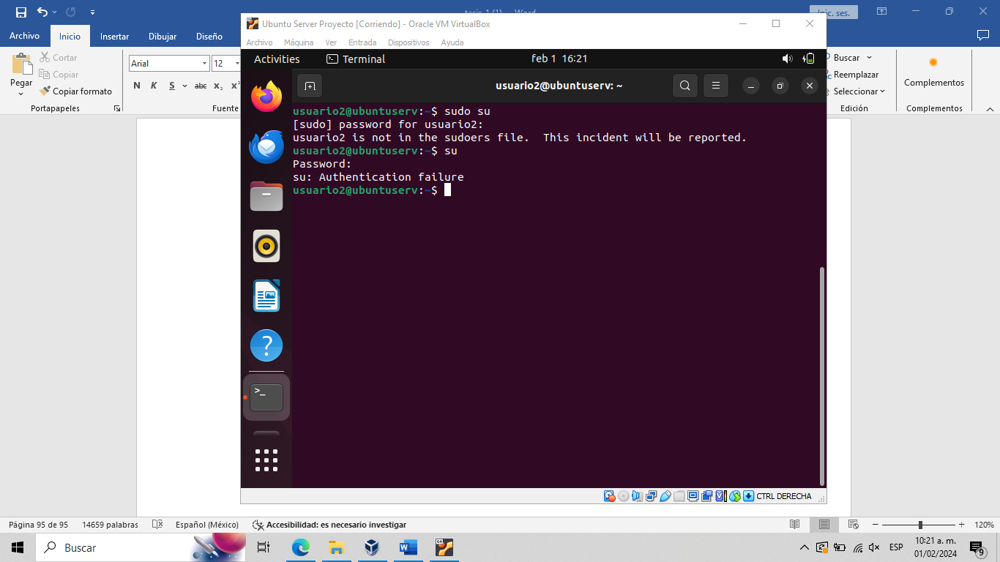 tesis 1 (1) - Word
Inic. ses.
Archivo Inicio Insertar Dibujar Diseño
Pegar
Cortar
Copiar
Copiar formato
Portapapeles
Arial 12
N K S abc x₂ x²
Fuente
Buscar
Reemplazar
Seleccionar
Edición
Complementos
Complementos
Ubuntu Server Proyecto [Corriendo] - Oracle VM VirtualBox
Archivo Máquina Ver Entrada Dispositivos Ayuda
Activities Terminal feb 1 16:21
usuario2@ubuntuserv: ~
usuario2@ubuntuserv:~$ sudo su
[sudo] password for usuario2:
usuario2 is not in the sudoers file.  This incident will be reported.
usuario2@ubuntuserv:~$ su
Password:
su: Authentication failure
usuario2@ubuntuserv:~$
CTRL DERECHA
Página 95 de 95 14659 palabras Español (México) Accesibilidad: es necesario investigar 120%
Buscar
ESP
10:21 a. m.
01/02/2024
9